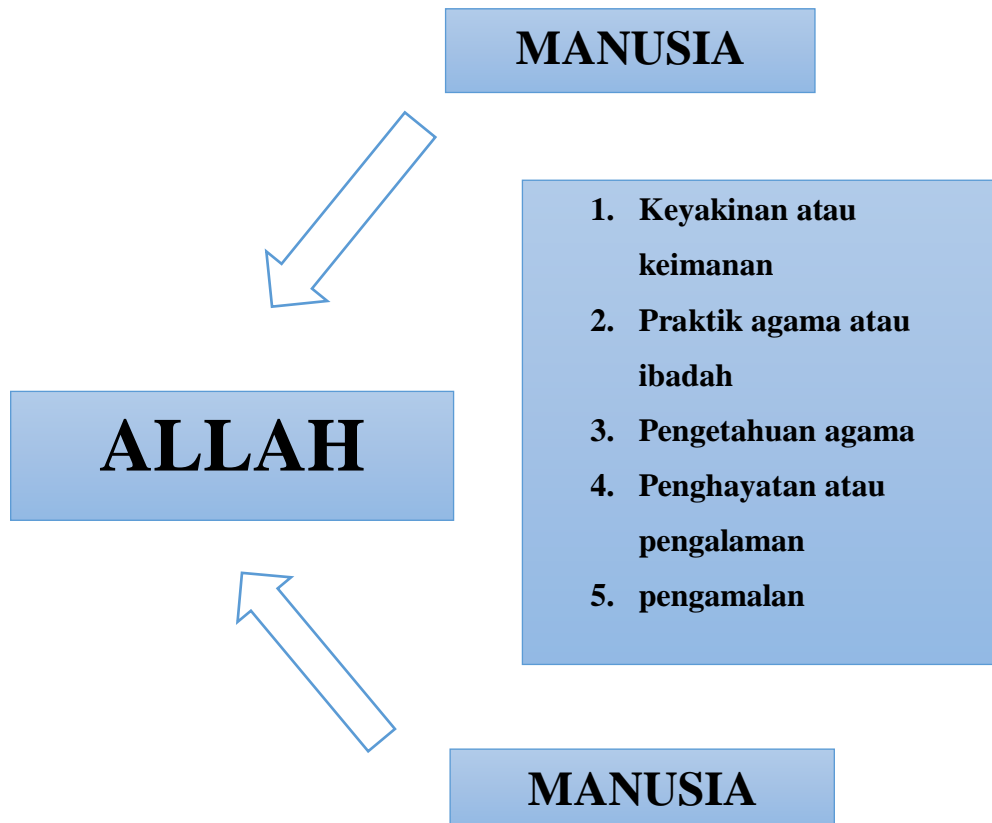 MANUSIA
1. Keyakinan atau
keimanan
2. Praktik agama atau
ibadah
3. Pengetahuan agama
4. Penghayatan atau
pengalaman
5. pengamalan
ALLAH
MANUSIA